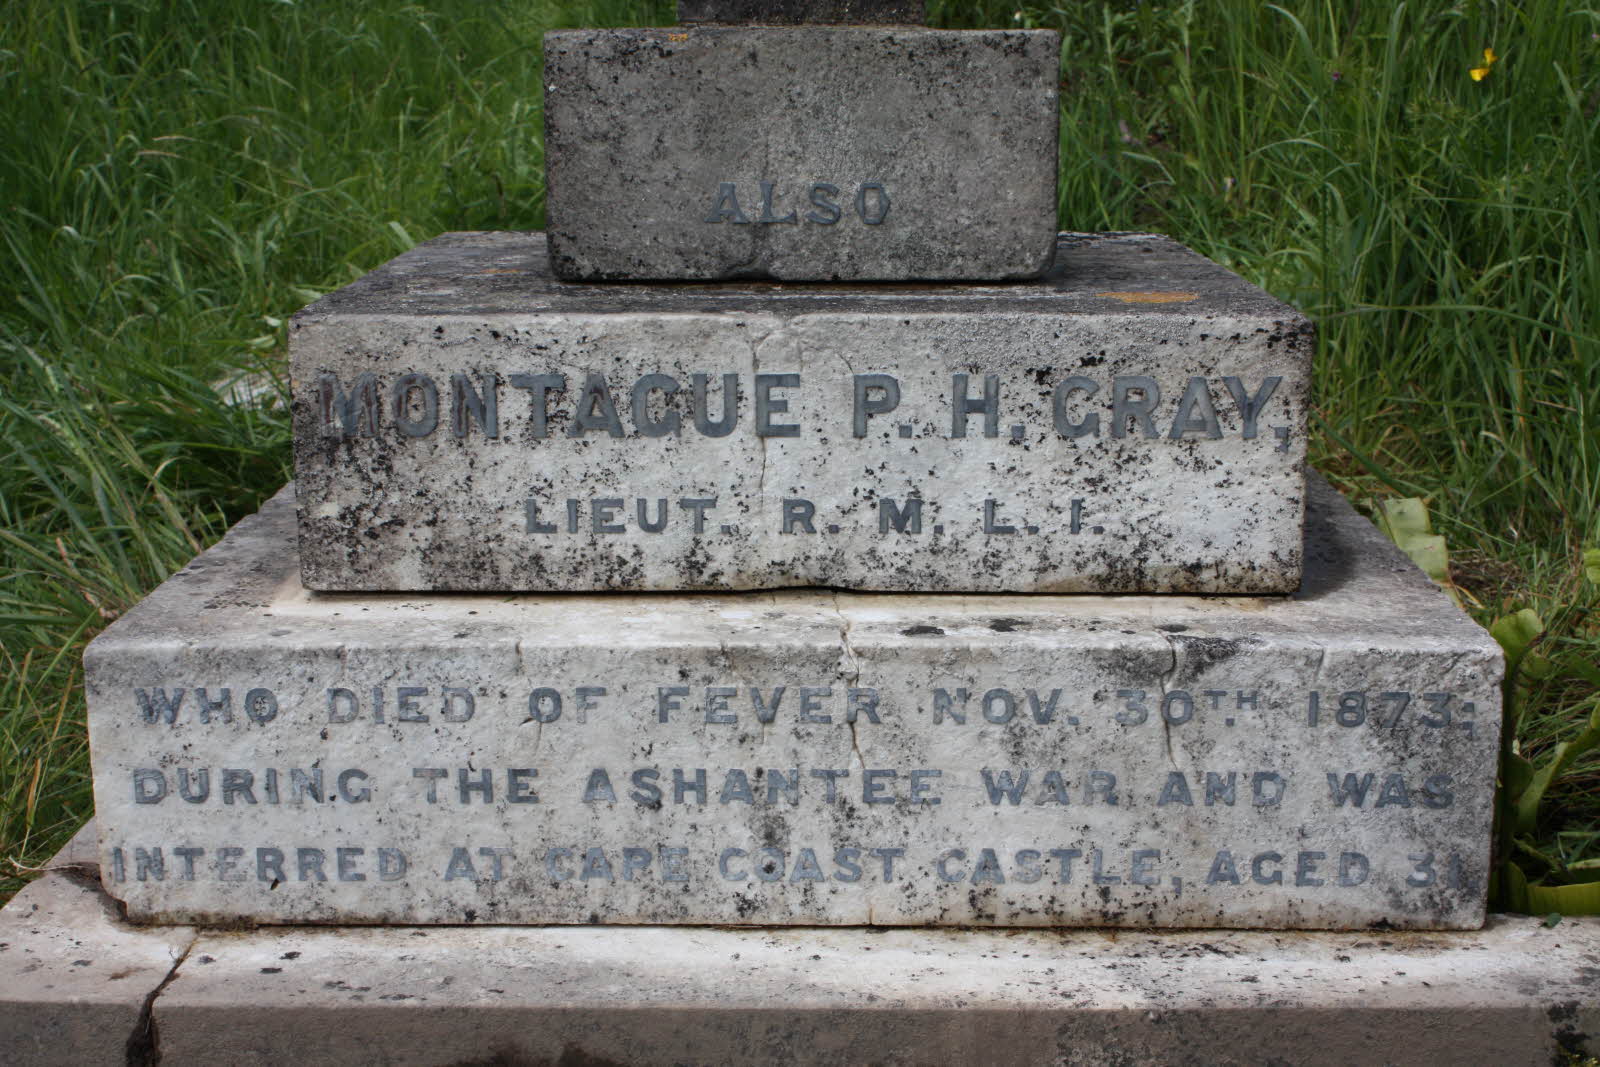 ALSO
MONTAGUE P. H. GRAY,
LIEUT. R. M. L. I.
WHO DIED OF FEVER NOV. 30TH 1873;
DURING THE ASHANTEE WAR AND WAS
INTERRED AT CAPE COAST CASTLE, AGED 31